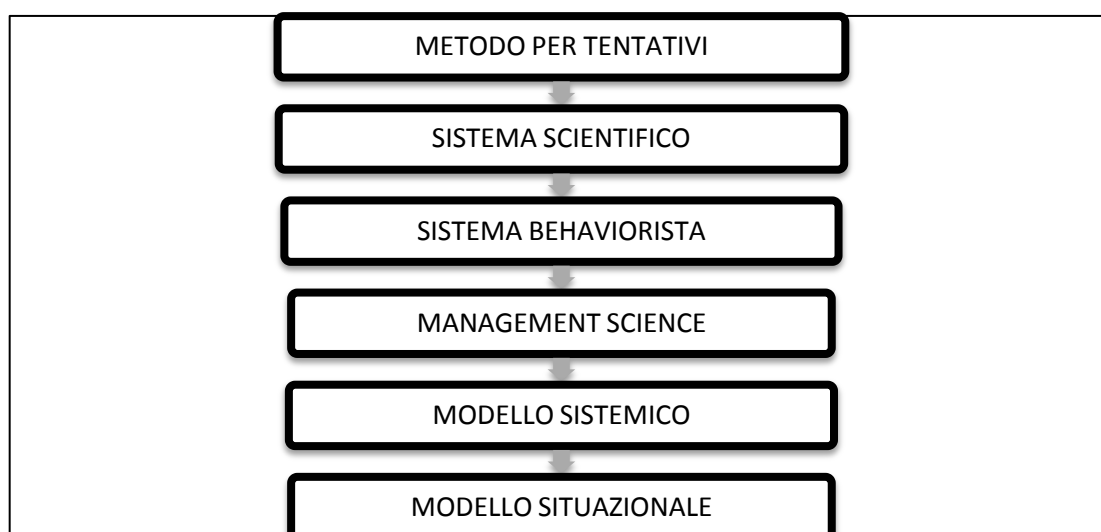 METODO PER TENTATIVI
SISTEMA SCIENTIFICO
SISTEMA BEHAVIORISTA
MANAGEMENT SCIENCE
MODELLO SISTEMICO
MODELLO SITUAZIONALE